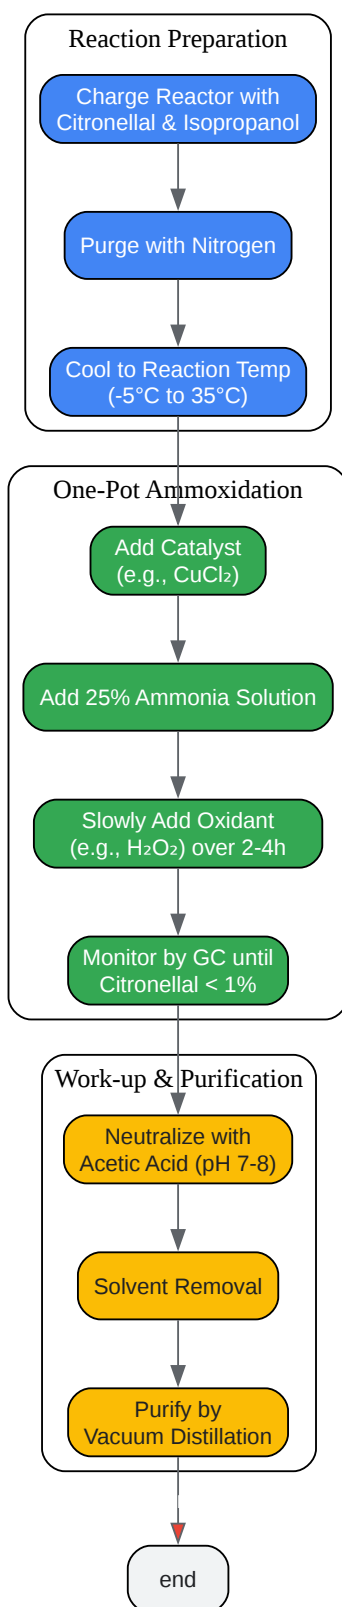 Reaction Preparation
Charge Reactor with
Citronellal & Isopropanol
Purge with Nitrogen
Cool to Reaction Temp
(-5°C to 35°C)
One-Pot Ammoxidation
Add Catalyst
(e.g., CuCl₂)
Add 25% Ammonia Solution
Slowly Add Oxidant
(e.g., H₂O₂) over 2-4h
Monitor by GC until
Citronellal < 1%
Work-up & Purification
Neutralize with
Acetic Acid (pH 7-8)
Solvent Removal
Purify by
Vacuum Distillation
end